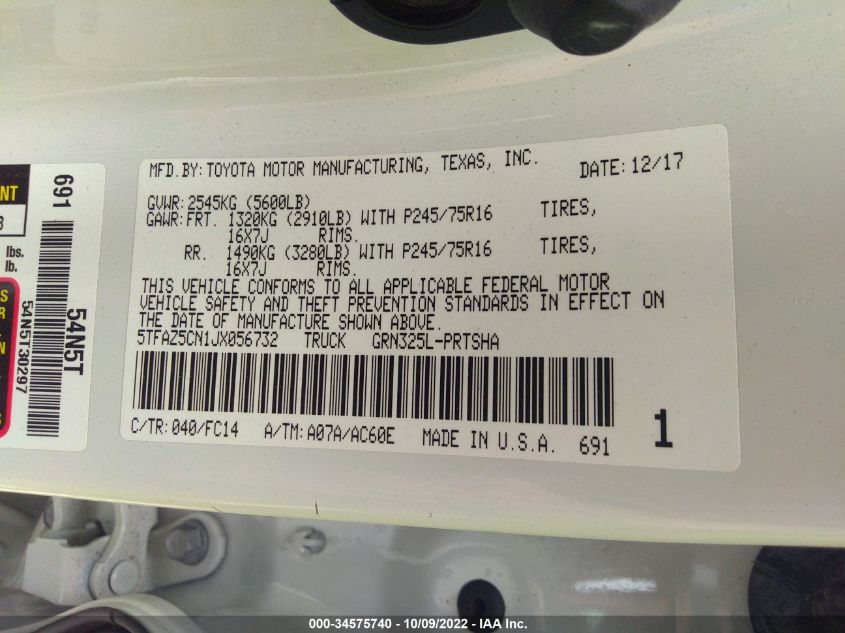 MFD.BY: TOYOTA MOTOR MANUFACTURING, TEXAS, INC. DATE: 12/17
GVWR: 2545KG (5600LB)
GAWR: FRT. 1320KG (2910LB) WITH P245/75R16 TIRES,
16X7J RIMS.
RR. 1490KG (3280LB) WITH P245/75R16 TIRES,
16X7J RIMS.
THIS VEHICLE CONFORMS TO ALL APPLICABLE FEDERAL MOTOR
VEHICLE SAFETY AND THEFT PREVENTION STANDARDS IN EFFECT ON
THE DATE OF MANUFACTURE SHOWN ABOVE.
5TFAZ5CN1JX056732 TRUCK GRN325L-PRTSHA
C/TR: 040/FC14 A/TM: A07A/AC60E MADE IN U.S.A. 691
1
691
54N5T
54N5T30297
lbs.
lb.
000-34575740 - 10/09/2022 - IAA Inc.